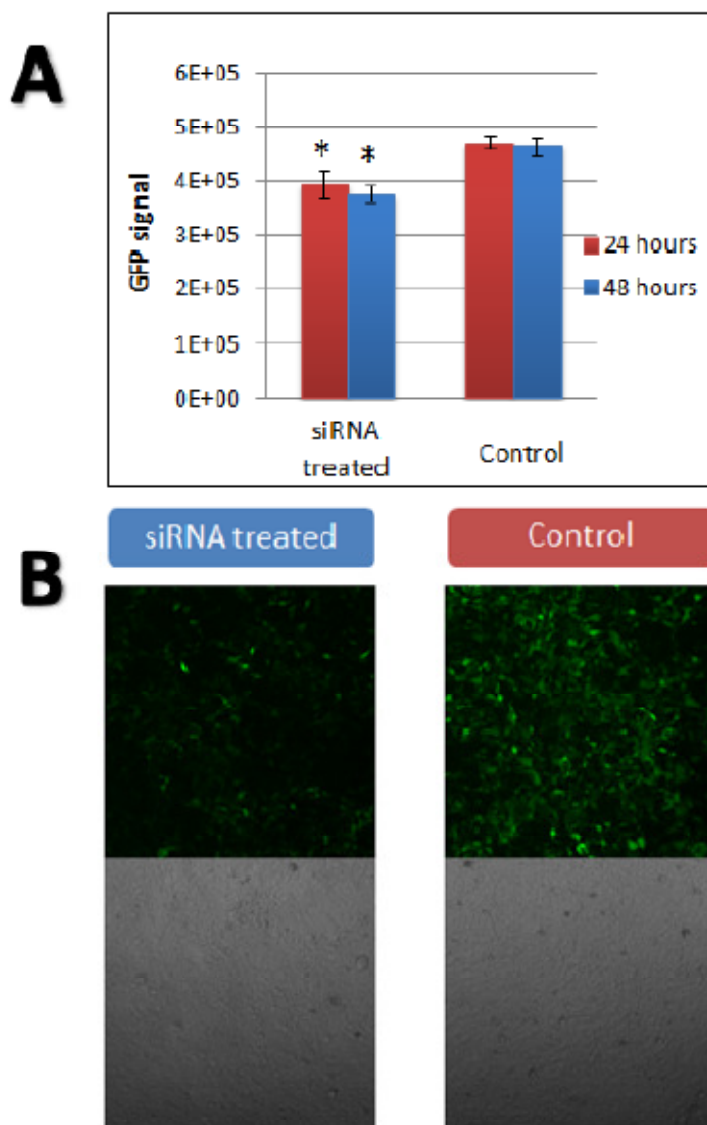 A
6E+05
5E+05
4E+05
3E+05
2E+05
1E+05
0E+00
GFP signal
* *
24 hours
48 hours
siRNA
treated
Control
siRNA treated
Control
B